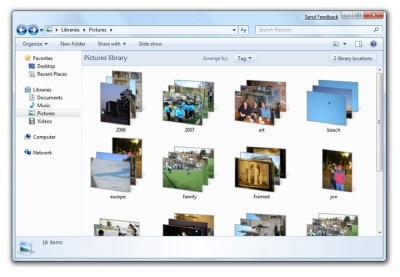 Send Feedback
Libraries ▸ Pictures ▸
Search Pictures
Organize ▾ New Folder Share with ▾ Slide show
Favorites
Desktop
Recent Places
Libraries
Documents
Music
Pictures
Videos
Computer
Network
Pictures library
Arrange by: Tag ▾
2 library locations
2006 2007 art beach
europe family framed jon
16 items